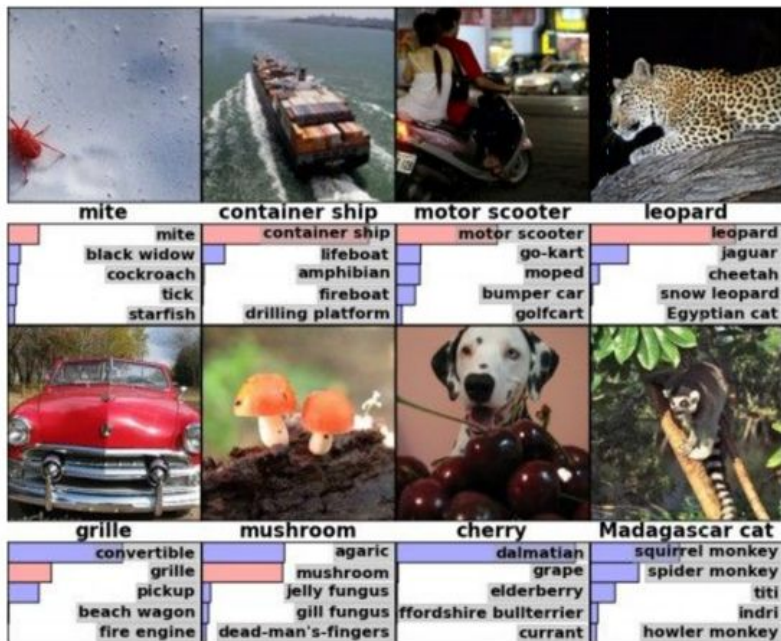 mite
container ship
motor scooter
leopard
mite
black widow
cockroach
tick
starfish
container ship
lifeboat
amphibian
fireboat
drilling platform
motor scooter
go-kart
moped
bumper car
golfcart
leopard
jaguar
cheetah
snow leopard
Egyptian cat
grille
mushroom
cherry
Madagascar cat
convertible
grille
pickup
beach wagon
fire engine
agaric
mushroom
jelly fungus
gill fungus
dead-man's-fingers
dalmatian
grape
elderberry
ffordshire bullterrier
currant
squirrel monkey
spider monkey
titi
indri
howler monkey